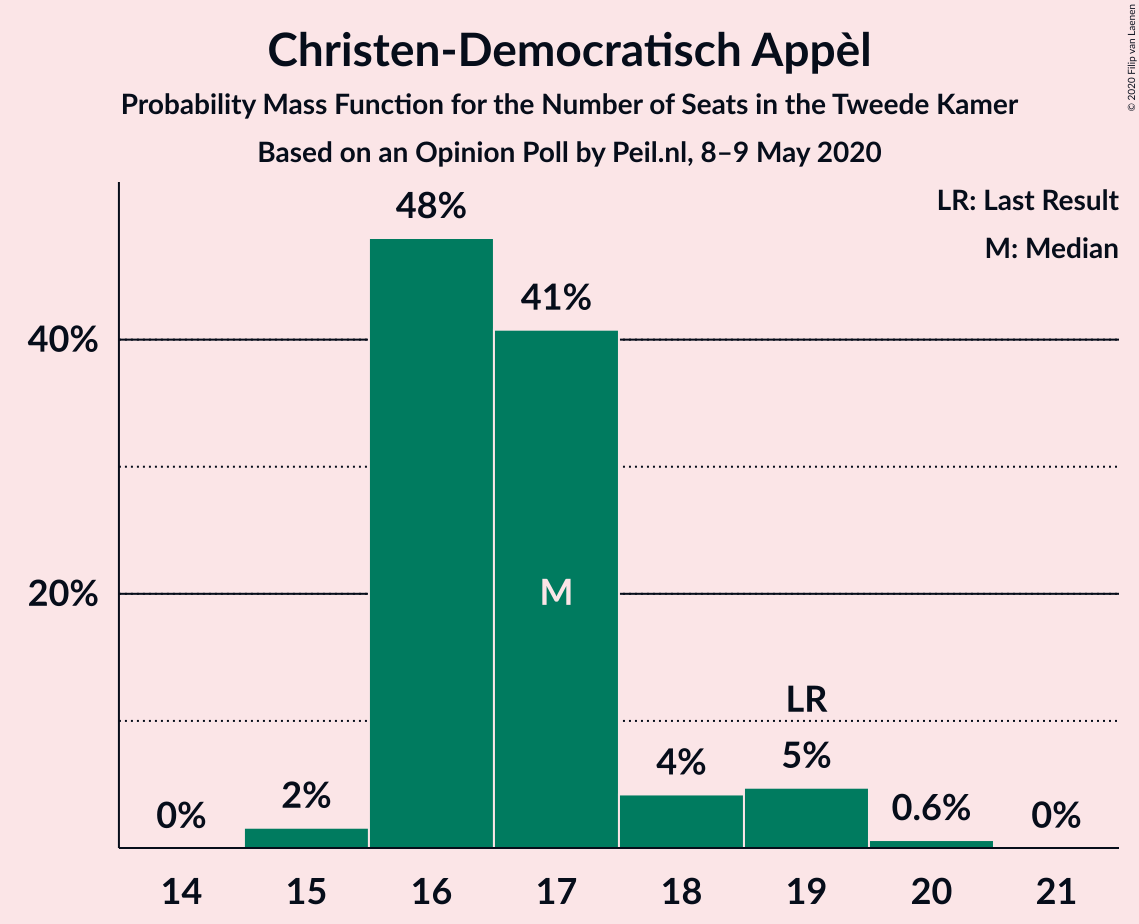 Christen-Democratisch Appèl
Probability Mass Function for the Number of Seats in the Tweede Kamer
Based on an Opinion Poll by Peil.nl, 8–9 May 2020
© 2020 Filip van Laenen
LR: Last Result
M: Median
48%
41%
40%
20%
M
LR
5%
4%
2%
0.6%
0%
0%
14 15 16 17 18 19 20 21